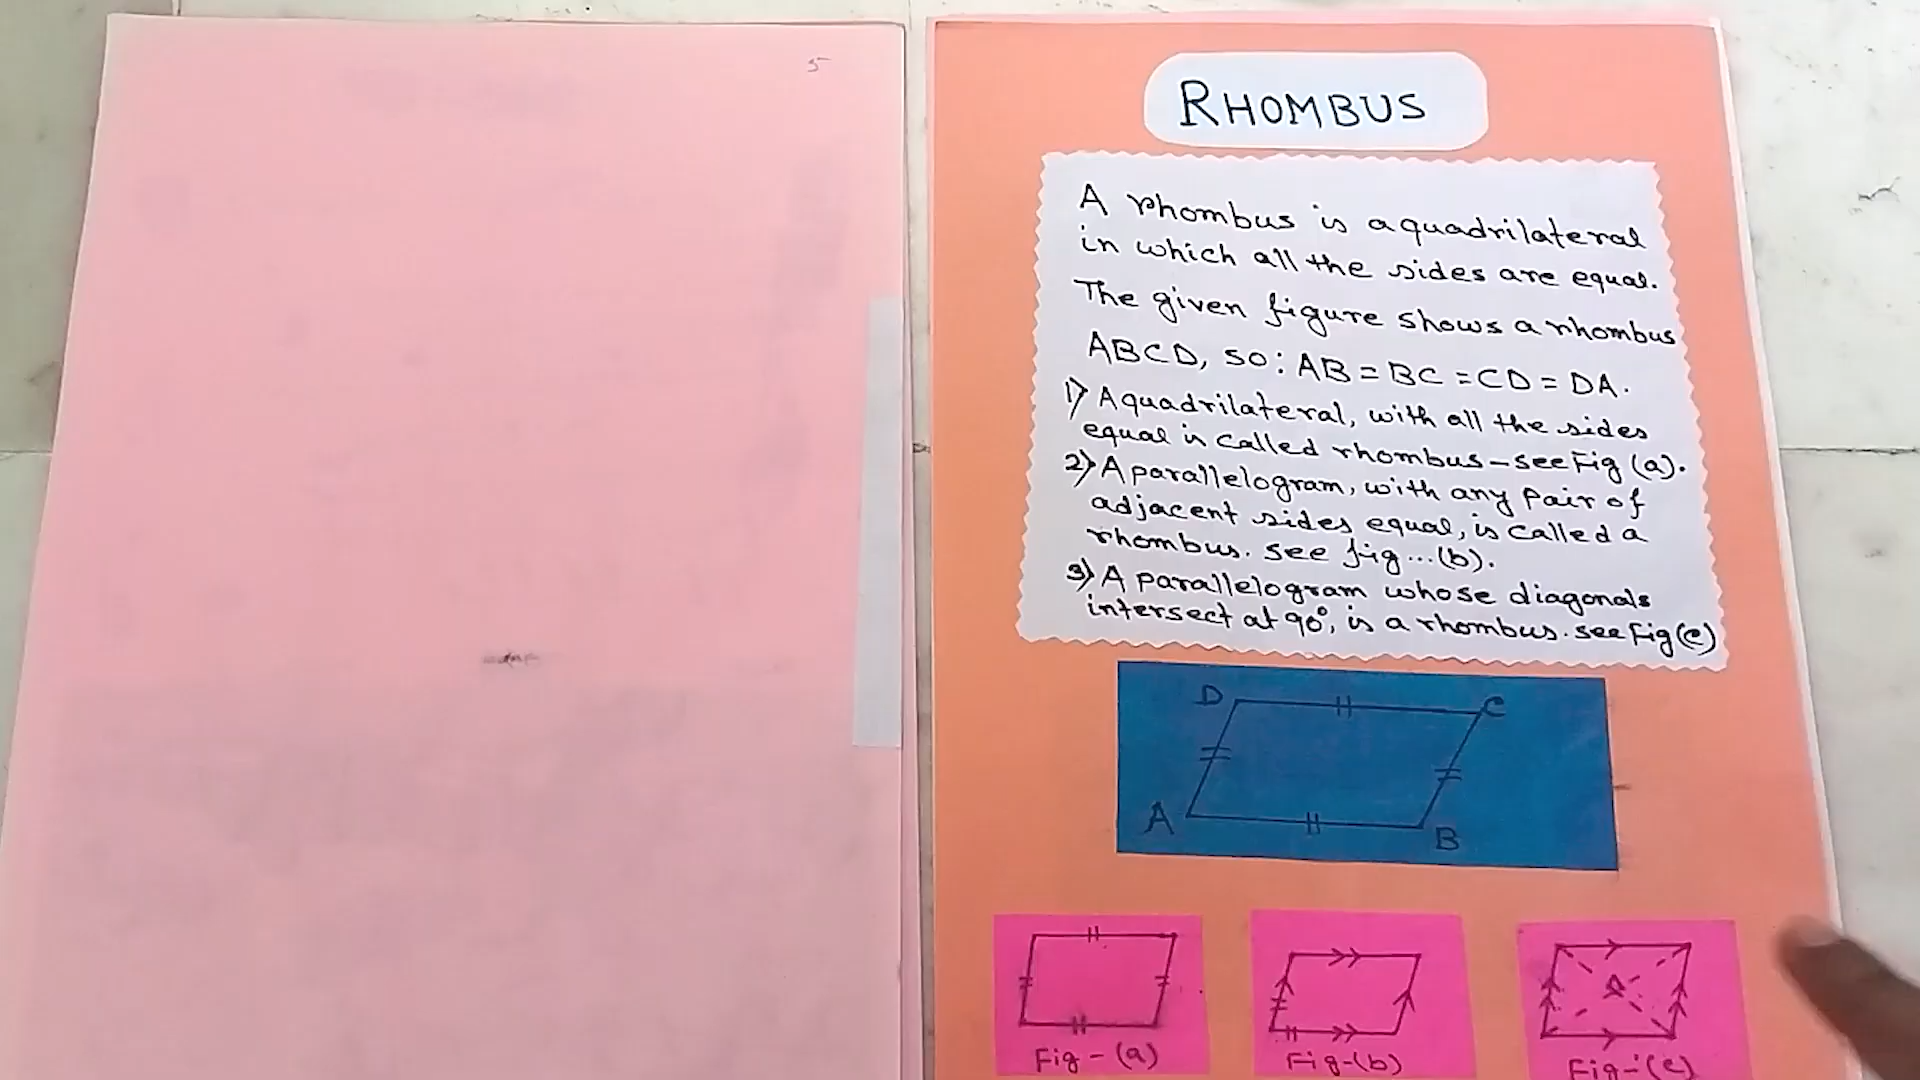 5
RHOMBUS
A rhombus is a quadrilateral
in which all the sides are equal.
The given figure shows a rhombus
ABCD, so: AB = BC = CD = DA.
1) A quadrilateral, with all the sides
equal is called rhombus - see Fig (a).
2) A parallelogram, with any pair of
adjacent sides equal, is called a
rhombus. see fig...(b).
3) A parallelogram whose diagonals
intersect at 90°, is a rhombus. see Fig (c)
D C
A B
Fig - (a) Fig-(b) Fig-(c)